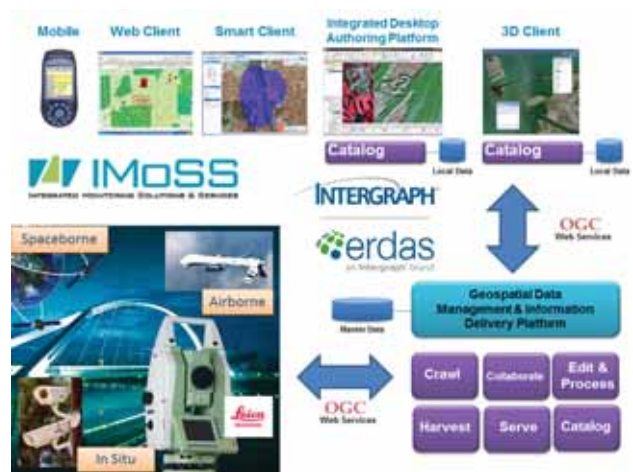 Mobile
Web Client
Smart Client
Integrated Desktop
Authoring Platform
3D Client
Catalog
Local Data
Catalog
Local Data
IMoSS
INTEGRATED MONITORING SOLUTIONS & SERVICES
INTERGRAPH
erdas
an Intergraph brand
OGC
Web Services
Spaceborne
Airborne
Leica
In Situ
Master Data
Geospatial Data
Management & Information
Delivery Platform
OGC
Web Services
Crawl
Collaborate
Edit &
Process
Harvest
Serve
Catalog